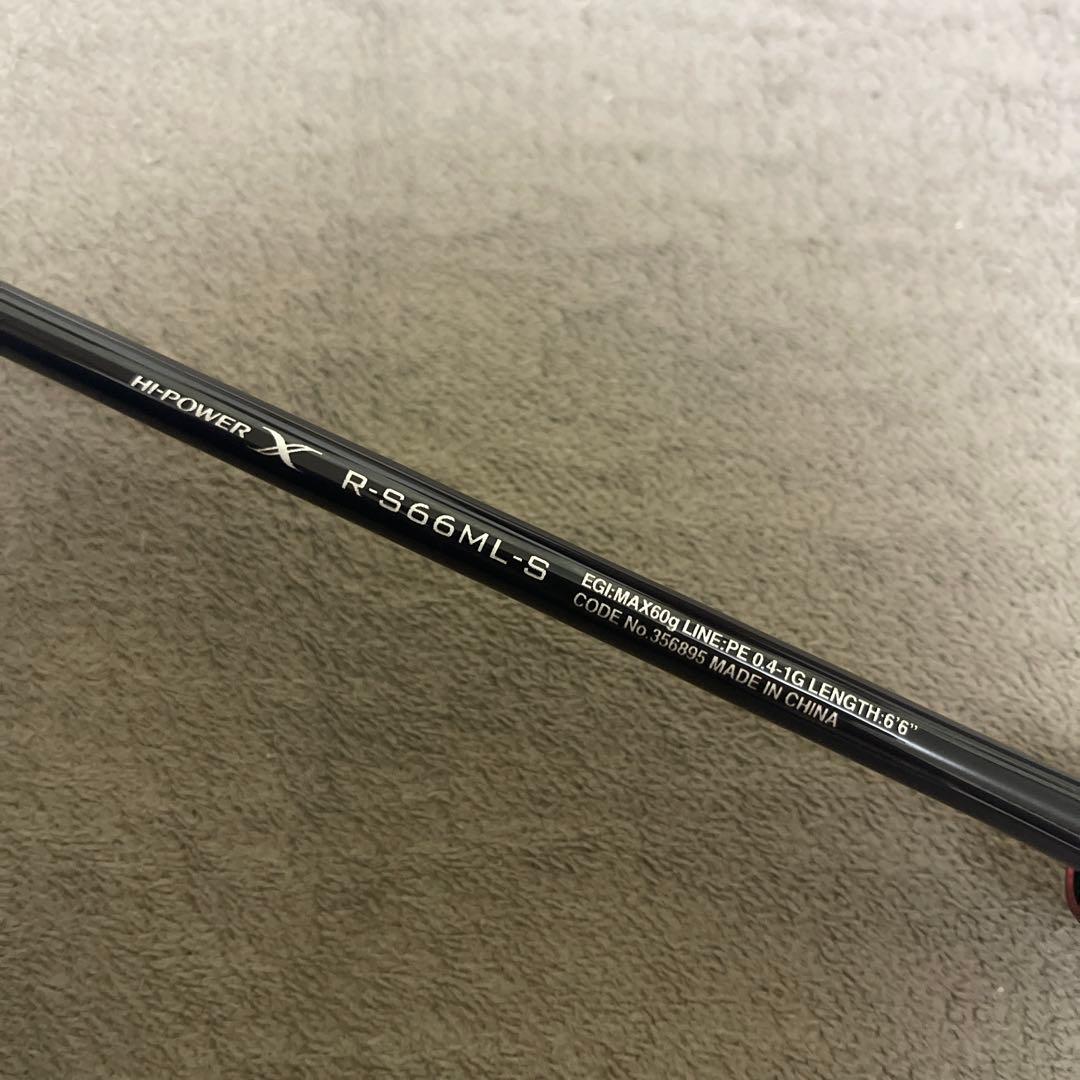 HI-POWER X R-S66ML-S
EGI:MAX60g LINE:PE 0.4-1G LENGTH:6'6"
CODE No.356895 MADE IN CHINA